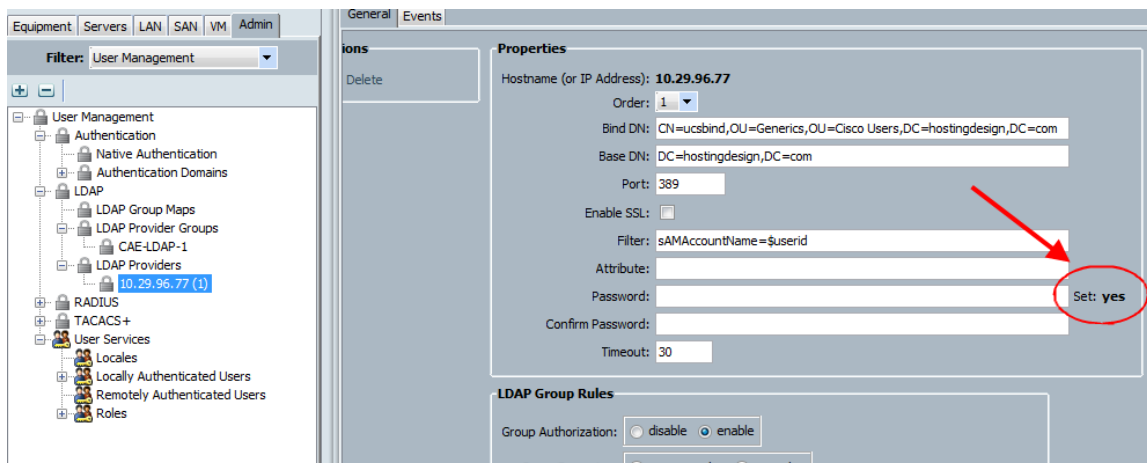 Equipment Servers LAN SAN VM Admin
Filter: User Management
User Management
Authentication
Native Authentication
Authentication Domains
LDAP
LDAP Group Maps
LDAP Provider Groups
CAE-LDAP-1
LDAP Providers
10.29.96.77 (1)
RADIUS
TACACS+
User Services
Locales
Locally Authenticated Users
Remotely Authenticated Users
Roles
General Events
ions
Delete
Properties
Hostname (or IP Address): 10.29.96.77
Order: 1
Bind DN: CN=ucsbind,OU=Generics,OU=Cisco Users,DC=hostingdesign,DC=com
Base DN: DC=hostingdesign,DC=com
Port: 389
Enable SSL:
Filter: sAMAccountName=$userid
Attribute:
Password: Set: yes
Confirm Password:
Timeout: 30
LDAP Group Rules
Group Authorization: disable enable